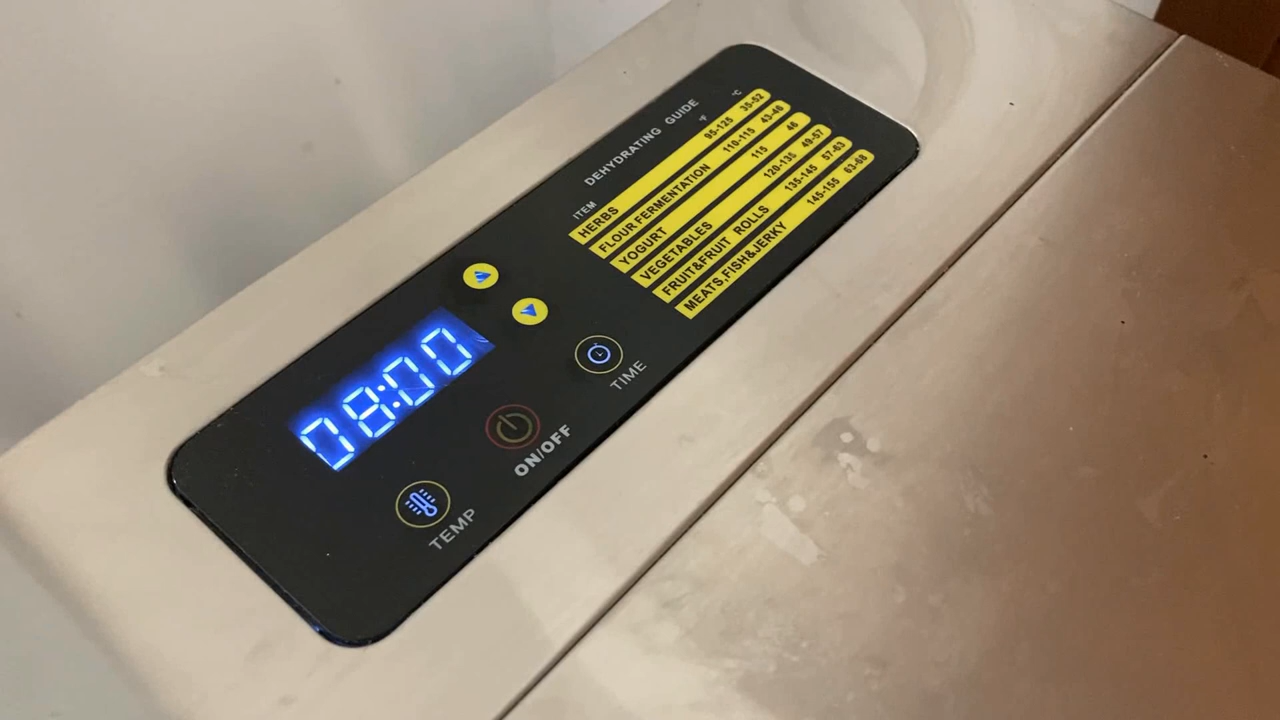 DEHYDRATING GUIDE
ITEM °F °C
HERBS 95-125 35-52
FLOUR FERMENTATION 110-115 43-46
YOGURT 115 46
VEGETABLES 120-135 49-57
FRUIT&FRUIT ROLLS 135-145 57-63
MEATS,FISH&JERKY 145-155 63-68
08:00
TIME
ON/OFF
TEMP